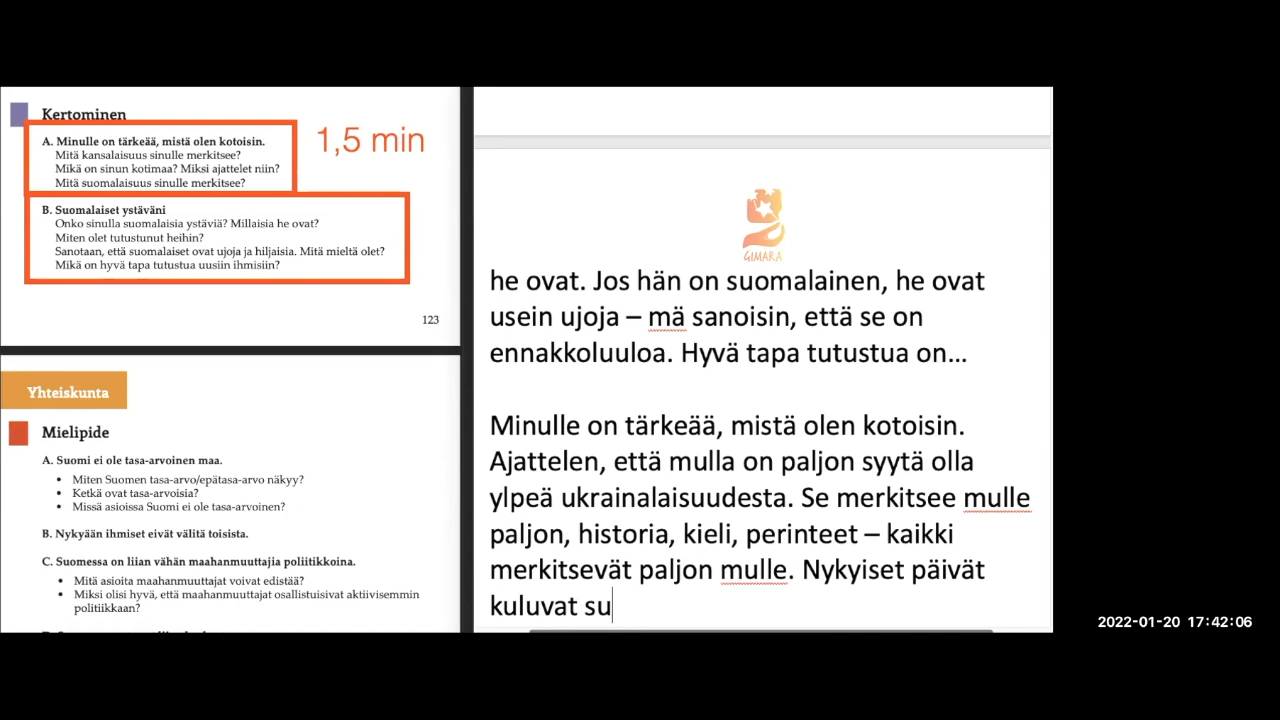 Kertominen
A. Minulle on tärkeää, mistä olen kotoisin.
Mitä kansalaisuus sinulle merkitsee?
Mikä on sinun kotimaa? Miksi ajattelet niin?
Mitä suomalaisuus sinulle merkitsee?
1,5 min
B. Suomalaiset ystäväni
Onko sinulla suomalaisia ystäviä? Millaisia he ovat?
Miten olet tutustunut heihin?
Sanotaan, että suomalaiset ovat ujoja ja hiljaisia. Mitä mieltä olet?
Mikä on hyvä tapa tutustua uusiin ihmisiin?
123
Yhteiskunta
Mielipide
A. Suomi ei ole tasa-arvoinen maa.
• Miten Suomen tasa-arvo/epätasa-arvo näkyy?
• Ketkä ovat tasa-arvoisia?
• Missä asioissa Suomi ei ole tasa-arvoinen?
B. Nykyään ihmiset eivät välitä toisista.
C. Suomessa on liian vähän maahanmuuttajia poliitikkoina.
• Mitä asioita maahanmuuttajat voivat edistää?
• Miksi olisi hyvä, että maahanmuuttajat osallistuisivat aktiivisemmin
politiikkaan?
GIMARA
he ovat. Jos hän on suomalainen, he ovat
usein ujoja – mä sanoisin, että se on
ennakkoluuloa. Hyvä tapa tutustua on…
Minulle on tärkeää, mistä olen kotoisin.
Ajattelen, että mulla on paljon syytä olla
ylpeä ukrainalaisuudesta. Se merkitsee mulle
paljon, historia, kieli, perinteet – kaikki
merkitsevät paljon mulle. Nykyiset päivät
kuluvat su
2022-01-20 17:42:06